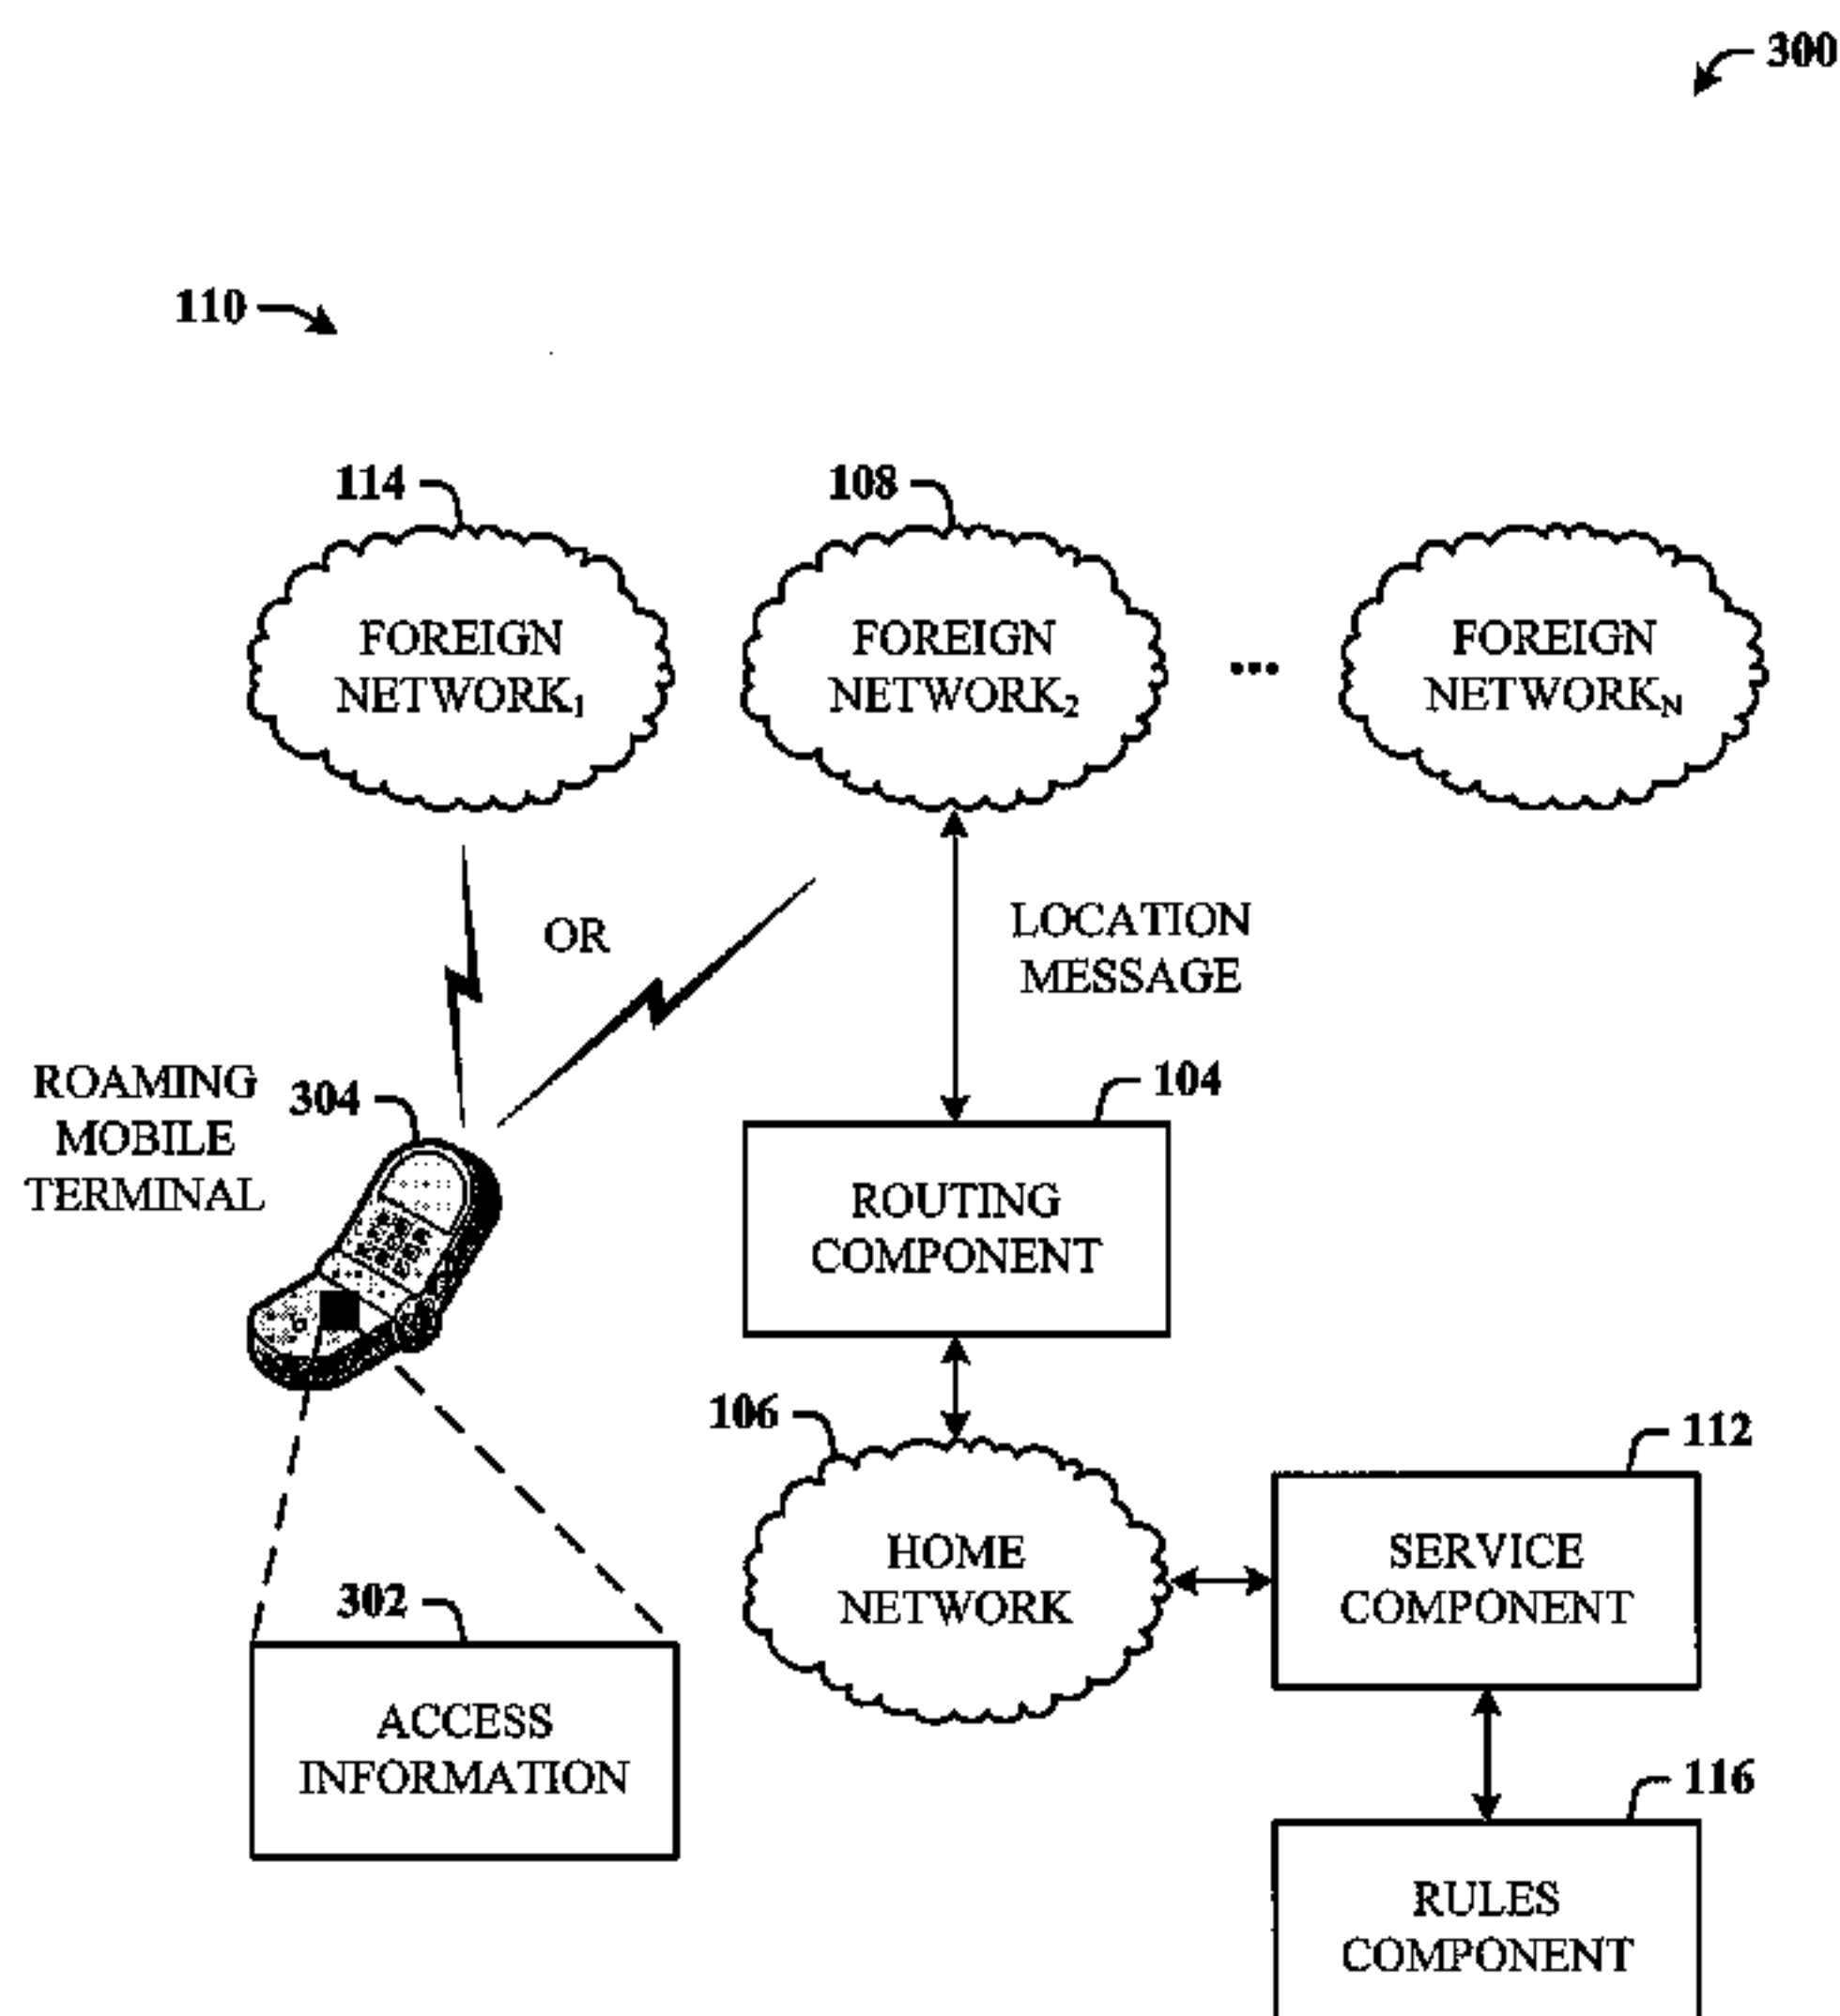 300
110
114
108
FOREIGN
NETWORK₁
FOREIGN
NETWORK₂
...
FOREIGN
NETWORKN
OR
LOCATION
MESSAGE
ROAMING
MOBILE
TERMINAL
304
104
ROUTING
COMPONENT
106
112
HOME
NETWORK
SERVICE
COMPONENT
302
ACCESS
INFORMATION
116
RULES
COMPONENT